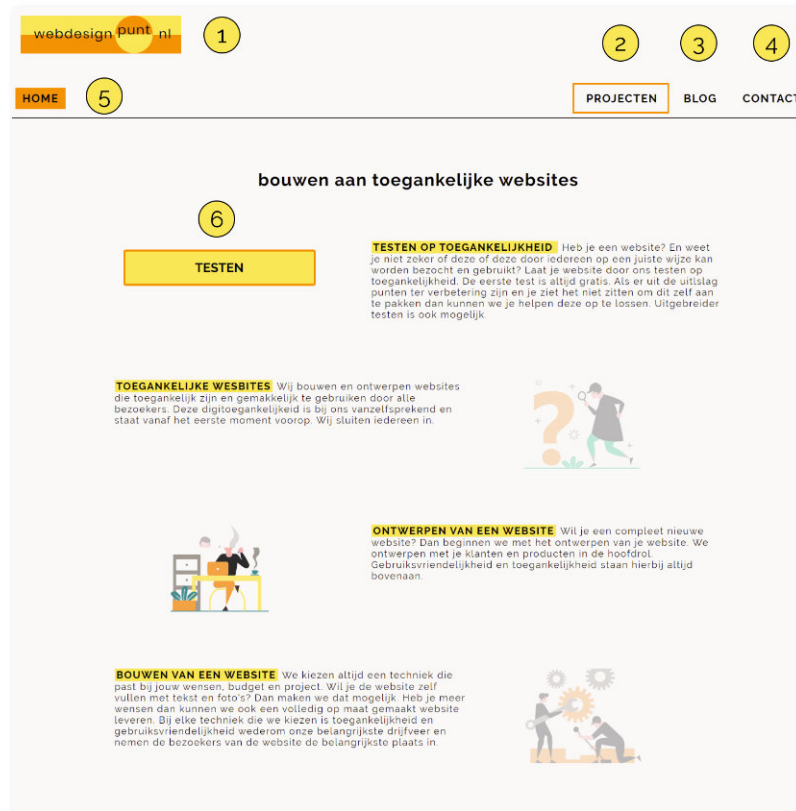 webdesign punt nl
1
2
3
4
HOME
5
PROJECTEN BLOG CONTACT
bouwen aan toegankelijke websites
6
TESTEN
TESTEN OP TOEGANKELIJKHEID Heb je een website? En weet
je niet zeker of deze of deze door iedereen op een juiste wijze kan
worden bezocht en gebruikt? Laat je website door ons testen op
toegankelijkheid. De eerste test is altijd gratis. Als er uit de uitlslag
punten ter verbetering zijn en je ziet het niet zitten om dit zelf aan
te pakken dan kunnen we je helpen deze op te lossen. Uitgebreider
testen is ook mogelijk.
TOEGANKELIJKE WESBITES Wij bouwen en ontwerpen websites
die toegankelijk zijn en gemakkelijk te gebruiken door alle
bezoekers. Deze digitoegankelijkeid is bij ons vanzelfsprekend en
staat vanaf het eerste moment voorop. Wij sluiten iedereen in.
?
ONTWERPEN VAN EEN WEBSITE Wil je een compleet nieuwe
website? Dan beginnen we met het ontwerpen van je website. We
ontwerpen met je klanten en producten in de hoofdrol.
Gebruiksvriendelijkheid en toegankelijkheid staan hierbij altijd
bovenaan.
BOUWEN VAN EEN WEBSITE We kiezen altijd een techniek die
past bij jouw wensen, budget en project. Wil je de website zelf
vullen met tekst en foto's? Dan maken we dat mogelijk. Heb je meer
wensen dan kunnen we ook een volledig op maat gemaakt website
leveren. Bij elke techniek die we kiezen is toegankelijkheid en
gebruiksvriendelijkheid wederom onze belangrijkste drijfveer en
nemen de bezoekers van de website de belangrijkste plaats in.